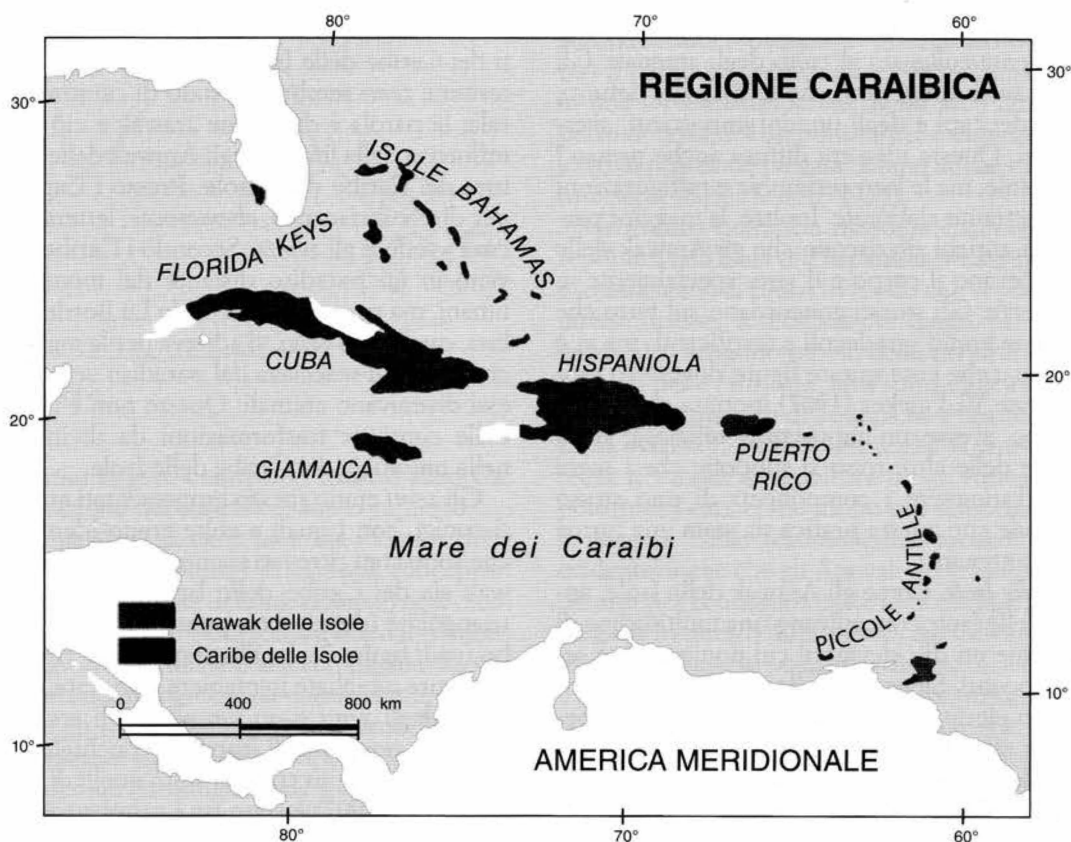 80°
70°
60°
REGIONE CARAIBICA
30°
30°
ISOLE BAHAMAS
FLORIDA KEYS
CUBA
HISPANIOLA
20°
20°
GIAMAICA
PUERTO
RICO
Mare dei Caraibi
PICCOLE ANTILLE
Arawak delle Isole
Caribe delle Isole
0 400 800 km
10°
10°
AMERICA MERIDIONALE
80°
70°
60°